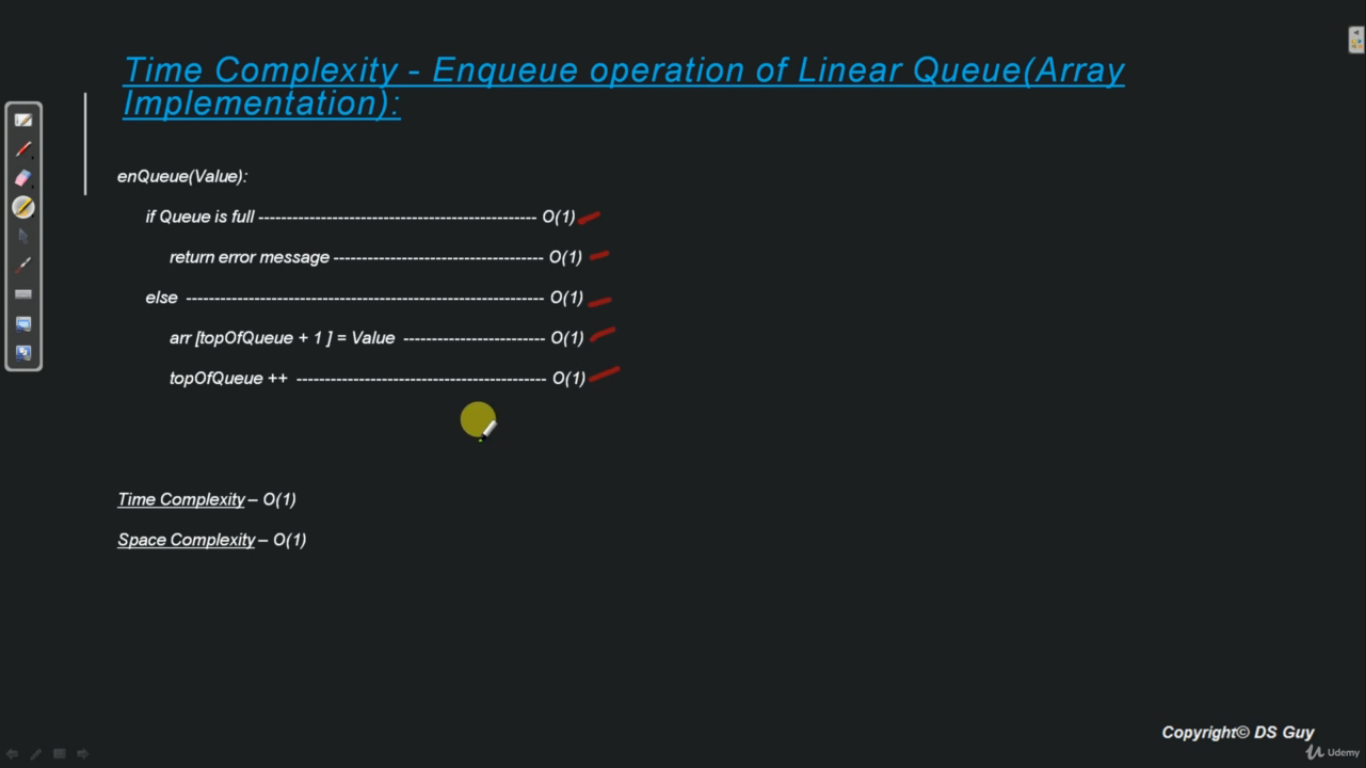 Time Complexity - Enqueue operation of Linear Queue(Array
Implementation):
enQueue(Value):
if Queue is full ------------------------------------------------- O(1)
return error message ------------------------------------- O(1)
else --------------------------------------------------------------- O(1)
arr [topOfQueue + 1 ] = Value ------------------------- O(1)
topOfQueue ++ -------------------------------------------- O(1)
Time Complexity – O(1)
Space Complexity – O(1)
Copyright© DS Guy
Udemy